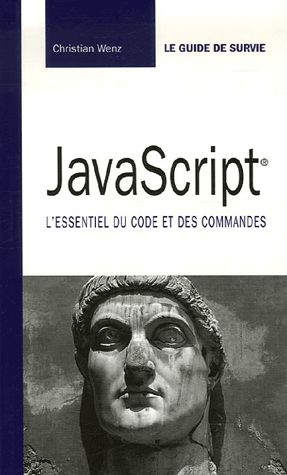 Christian Wenz
LE GUIDE DE SURVIE
JavaScript®
L'ESSENTIEL DU CODE ET DES COMMANDES